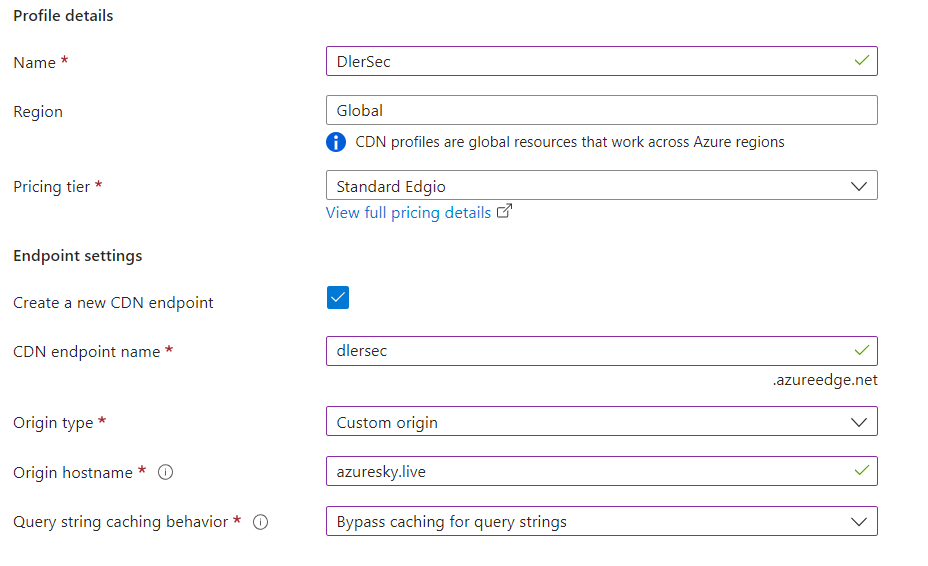 Profile details
Name *
DlerSec
Region
Global
CDN profiles are global resources that work across Azure regions
Pricing tier *
Standard Edgio
View full pricing details
Endpoint settings
Create a new CDN endpoint
CDN endpoint name *
dlersec
.azureedge.net
Origin type *
Custom origin
Origin hostname *
azuresky.live
Query string caching behavior *
Bypass caching for query strings